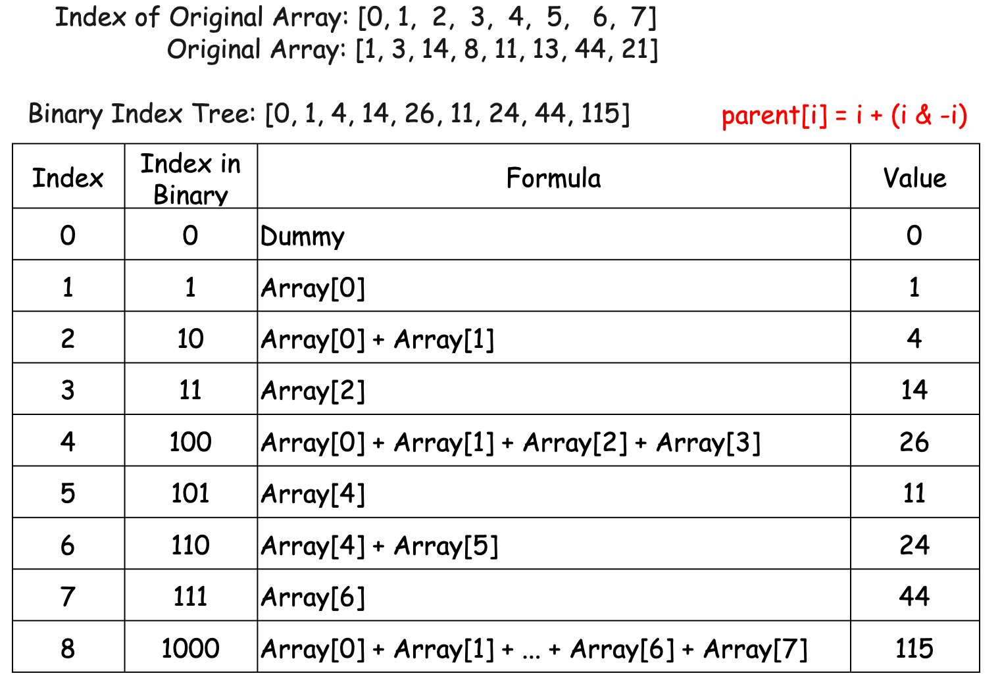 Index of Original Array: [0, 1, 2, 3, 4, 5, 6, 7]
Original Array: [1, 3, 14, 8, 11, 13, 44, 21]
Binary Index Tree: [0, 1, 4, 14, 26, 11, 24, 44, 115] parent[i] = i + (i & -i)
Index Index in Binary Formula Value
0 0 Dummy 0
1 1 Array[0] 1
2 10 Array[0] + Array[1] 4
3 11 Array[2] 14
4 100 Array[0] + Array[1] + Array[2] + Array[3] 26
5 101 Array[4] 11
6 110 Array[4] + Array[5] 24
7 111 Array[6] 44
8 1000 Array[0] + Array[1] + ... + Array[6] + Array[7] 115